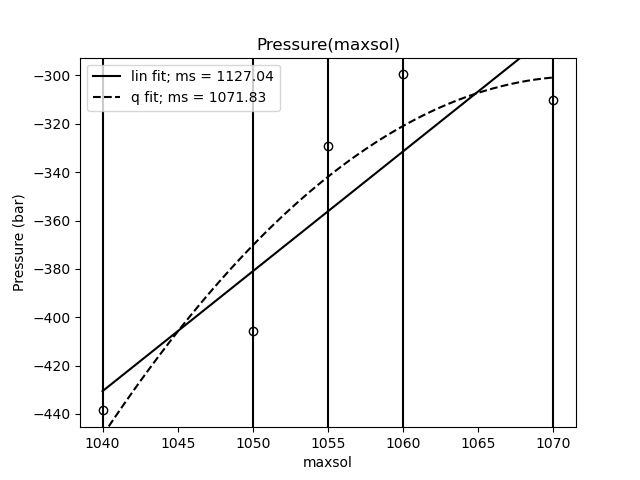 Pressure(maxsol)
lin fit; ms = 1127.04
q fit; ms = 1071.83
Pressure (bar)
−300
−320
−340
−360
−380
−400
−420
−440
1040 1045 1050 1055 1060 1065 1070
maxsol